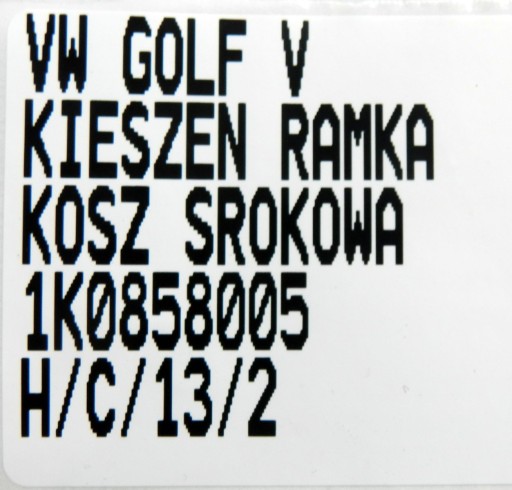 VW GOLF V
KIESZEN RAMKA
KOSZ SROKOWA
1K0858005
H/C/13/2